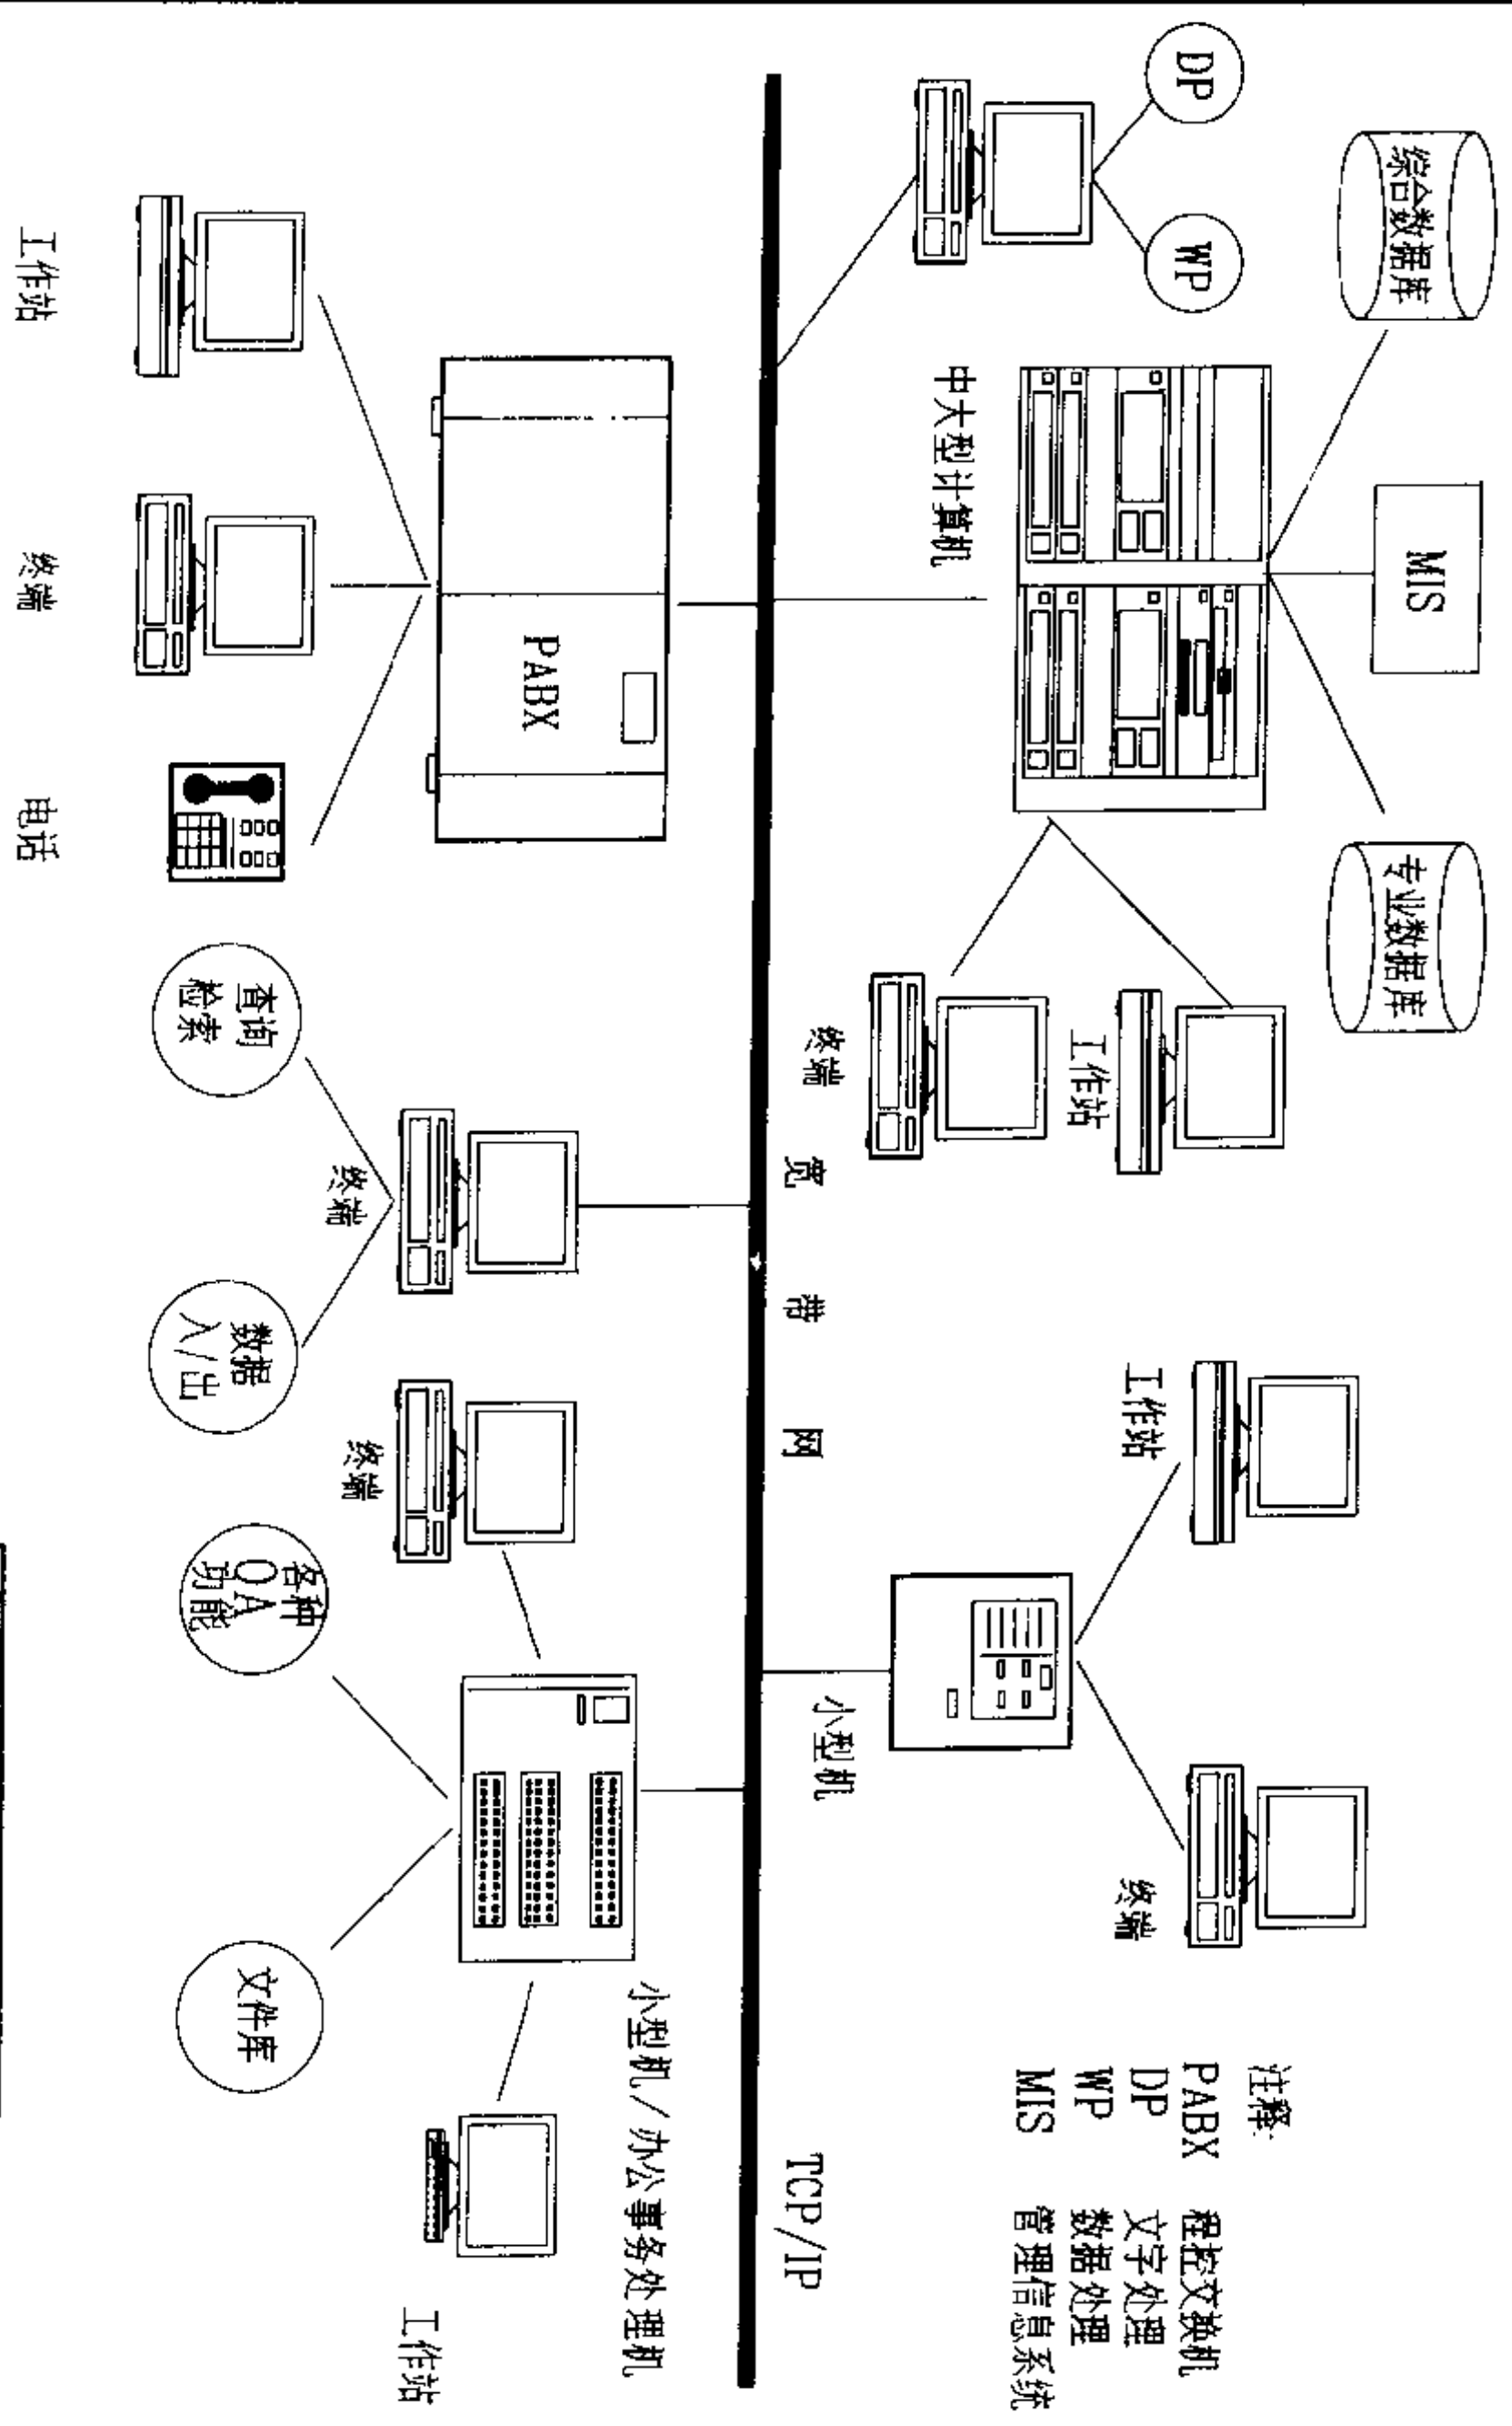 综合数据库
MIS
专业数据库
DP
WP
中大型计算机
工作站
终端
工作站
终端
小型机
注释:
PABX 程控交换机
DP 文字处理
WP 数据处理
MIS 管理信息系统
宽带网
TCP/IP
PABX
工作站
终端
电话
终端
查询
检索
数据
入/出
终端
小型机/办公事务处理机
各种
OA
功能
文件库
工作站